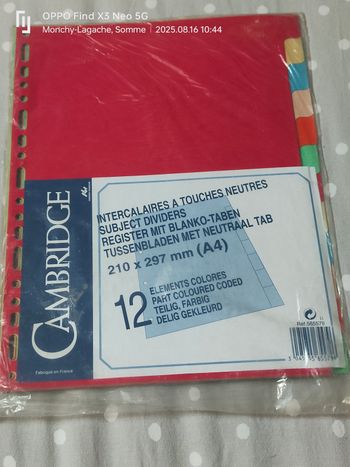 OPPO Find X3 Neo 5G
Monchy-Lagache, Somme | 2025.08.16 10:44
CAMBRIDGE
INTERCALAIRES A TOUCHES NEUTRES
SUBJECT DIVIDERS
REGISTER MIT BLANKO-TABEN
TUSSENBLADEN MET NEUTRAAL TAB
210 x 297 mm (A4)
12
ELEMENTS COLORES
PART COLOURED CODED
TEILIG, FARBIG
DELIG GEKLEURD
Fabriqué en France